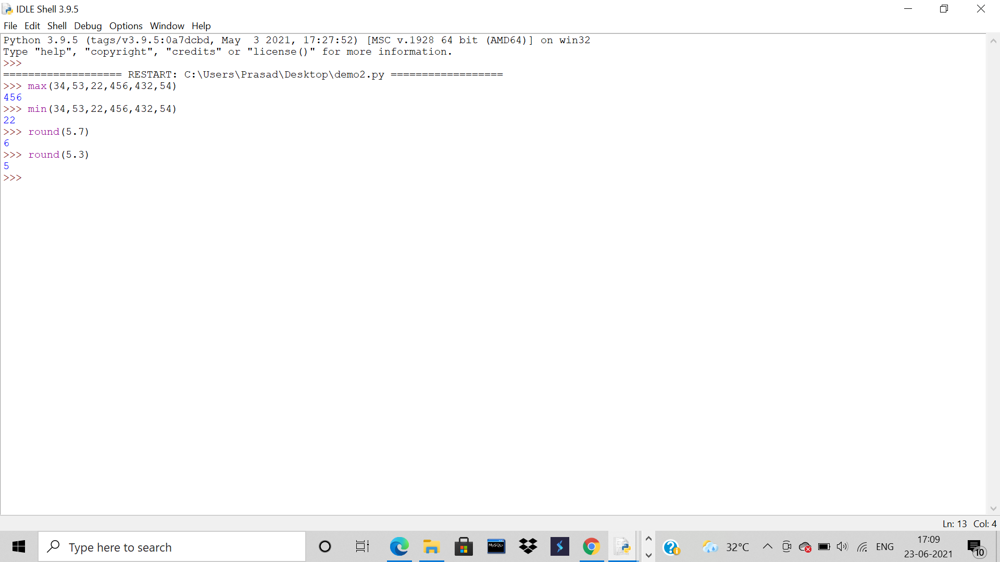 IDLE Shell 3.9.5
File Edit Shell Debug Options Window Help
Python 3.9.5 (tags/v3.9.5:0a7dcbd, May  3 2021, 17:27:52) [MSC v.1928 64 bit (AMD64)] on win32
Type "help", "copyright", "credits" or "license()" for more information.
>>>
=================== RESTART: C:\Users\Prasad\Desktop\demo2.py ==================
>>> max(34,53,22,456,432,54)
456
>>> min(34,53,22,456,432,54)
22
>>> round(5.7)
6
>>> round(5.3)
5
>>>
Ln: 13 Col: 4
Type here to search
MySQL
32°C
ENG
17:09
23-06-2021
10